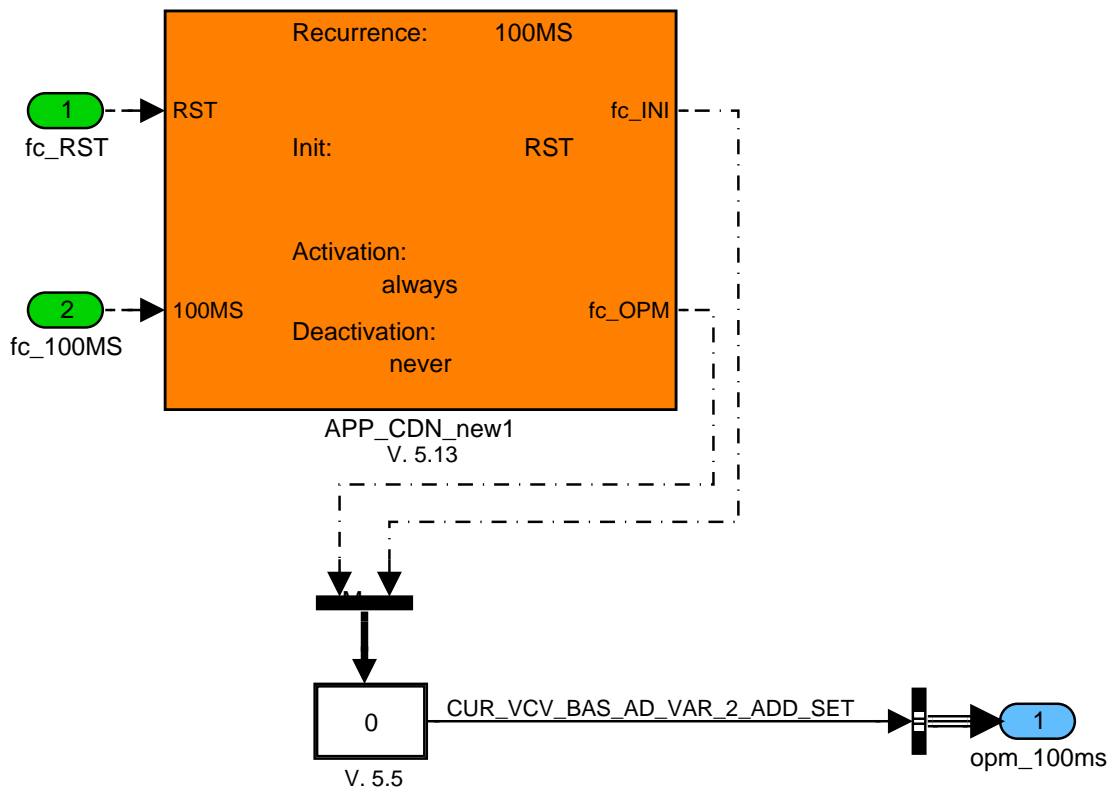 Recurrence: 100MS
1
RST
fc_INI
fc_RST
Init: RST
Activation:
always
2
100MS
fc_OPM
fc_100MS
Deactivation:
never
APP_CDN_new1
V. 5.13
0
CUR_VCV_BAS_AD_VAR_2_ADD_SET
1
V. 5.5
opm_100ms